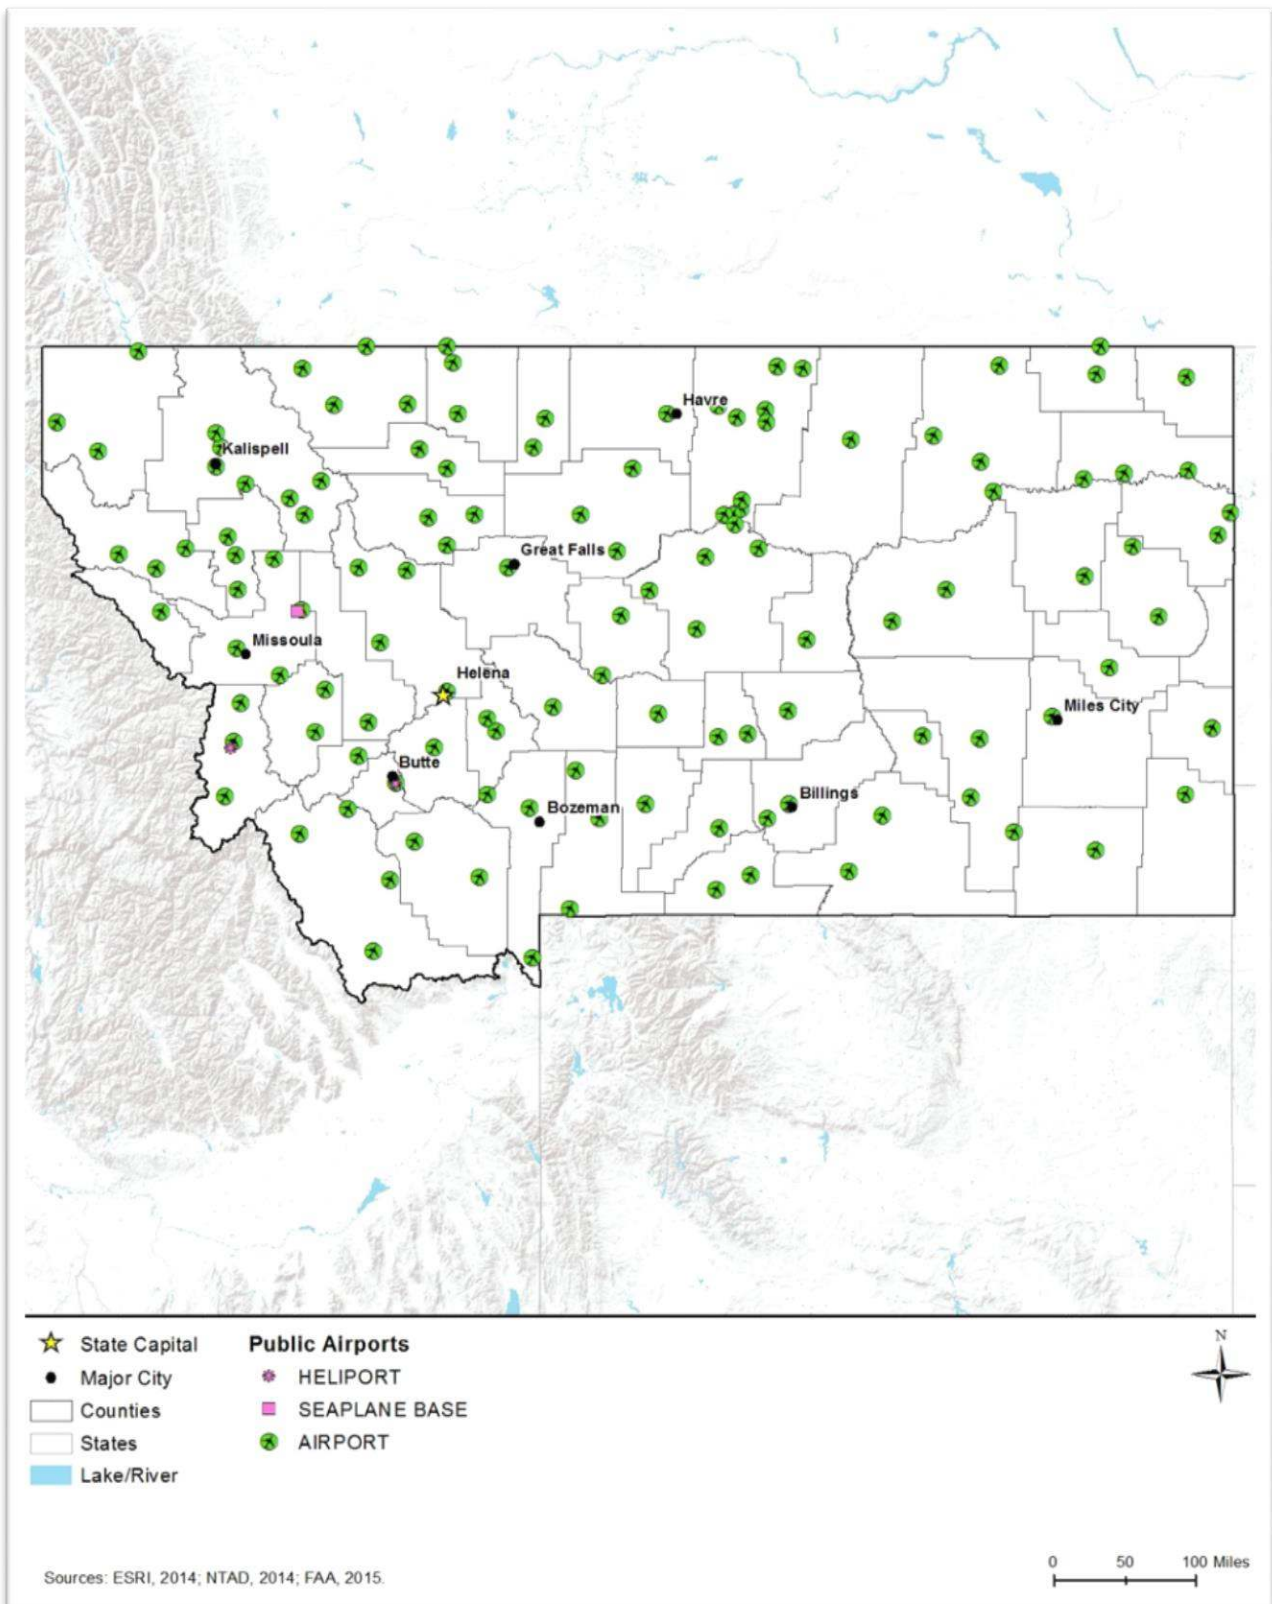 Havre
Kalispell
Great Falls
Missoula
Helena
Miles City
Butte
Billings
Bozeman
State Capital
Major City
Counties
States
Lake/River
Public Airports
HELIPORT
SEAPLANE BASE
AIRPORT
N
0 50 100 Miles
Sources: ESRI, 2014; NTAD, 2014; FAA, 2015.